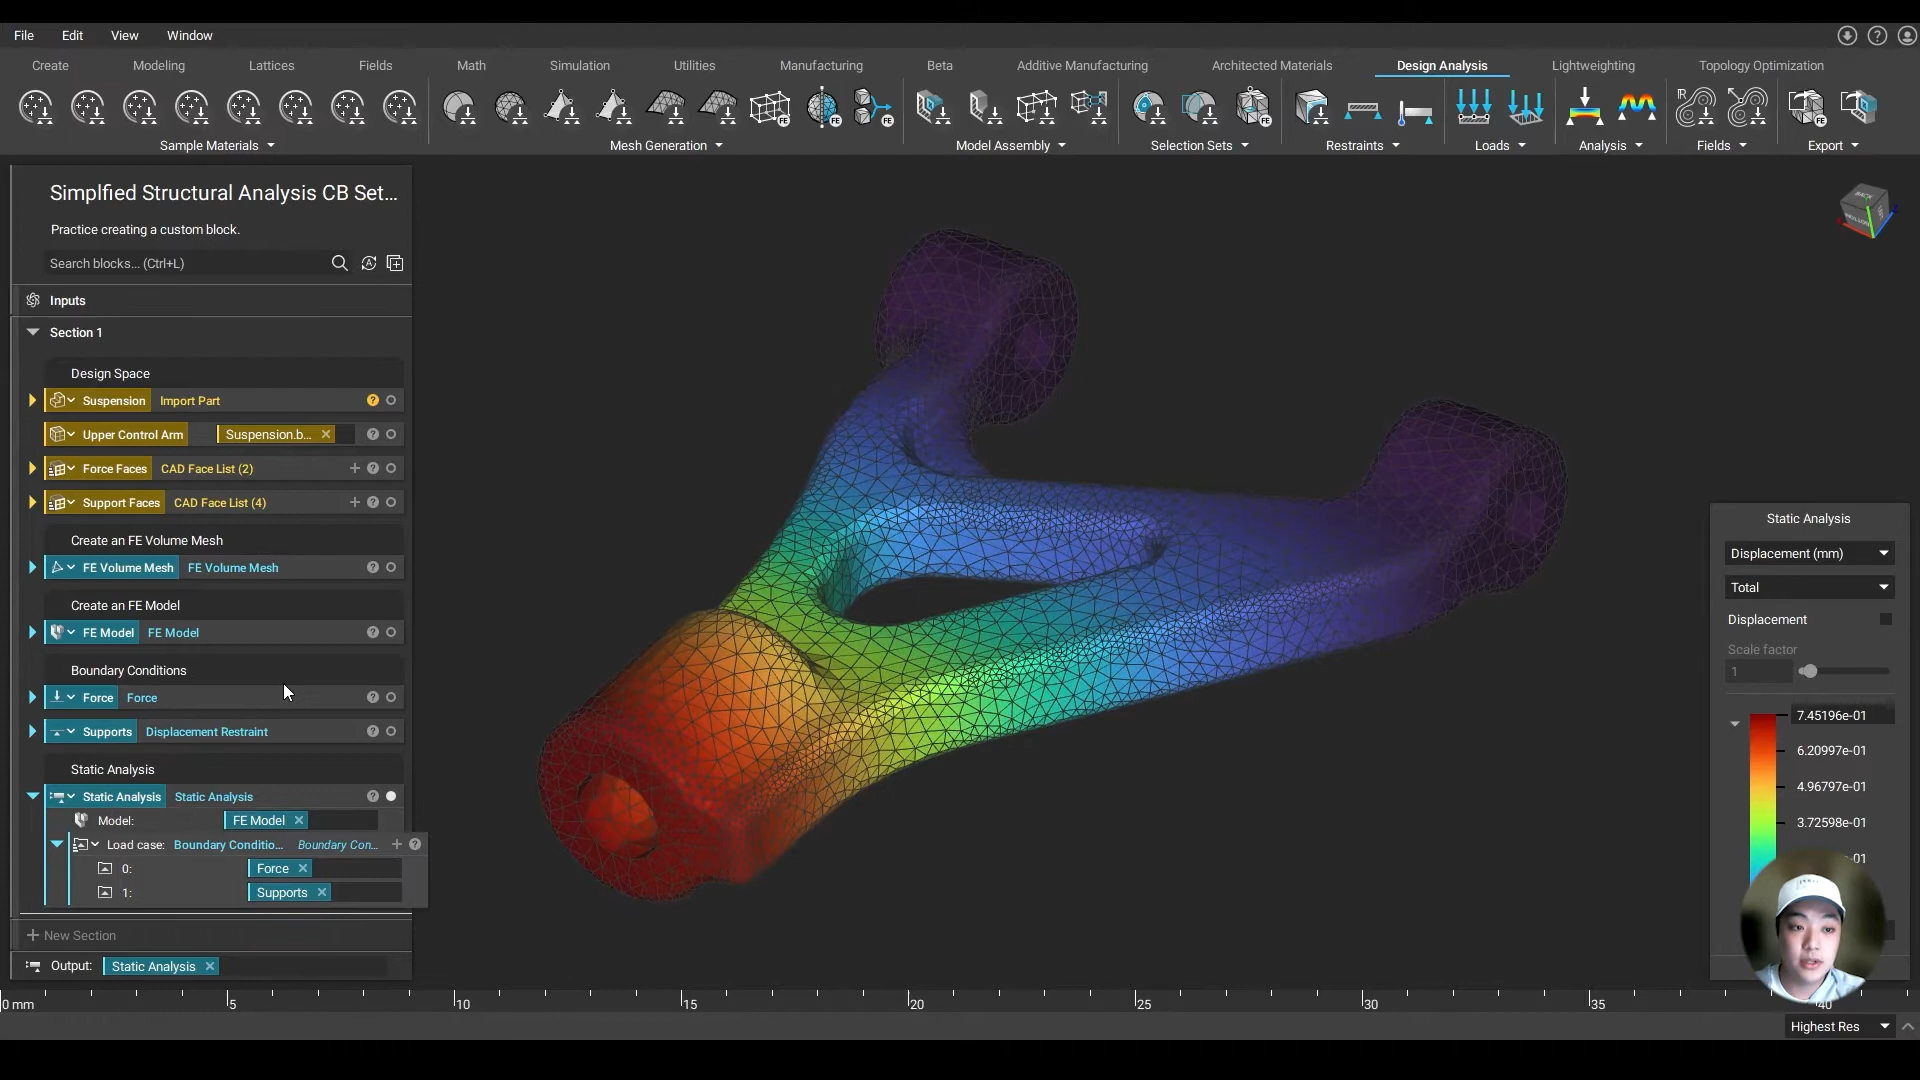 File Edit View Window
Create Modeling Lattices Fields Math Simulation Utilities Manufacturing Beta Additive Manufacturing Architected Materials Design Analysis Lightweighting Topology Optimization
Sample Materials Mesh Generation Model Assembly Selection Sets Restraints Loads Analysis Fields Export
Simplfied Structural Analysis CB Set...
Practice creating a custom block.
Search blocks... (Ctrl+L)
Inputs
Section 1
Design Space
Suspension Import Part
Upper Control Arm Suspension.b...
Force Faces CAD Face List (2)
Support Faces CAD Face List (4)
Create an FE Volume Mesh
FE Volume Mesh FE Volume Mesh
Create an FE Model
FE Model FE Model
Boundary Conditions
Force Force
Supports Displacement Restraint
Static Analysis
Static Analysis Static Analysis
Model: FE Model
Load case: Boundary Conditio... Boundary Con...
0: Force
1: Supports
New Section
Output: Static Analysis
BACK
Static Analysis
Displacement (mm)
Total
Displacement
Scale factor
1
7.45196e-01
6.20997e-01
4.96797e-01
3.72598e-01
0 mm 5 10 15 20 25 30 35 40
Highest Res